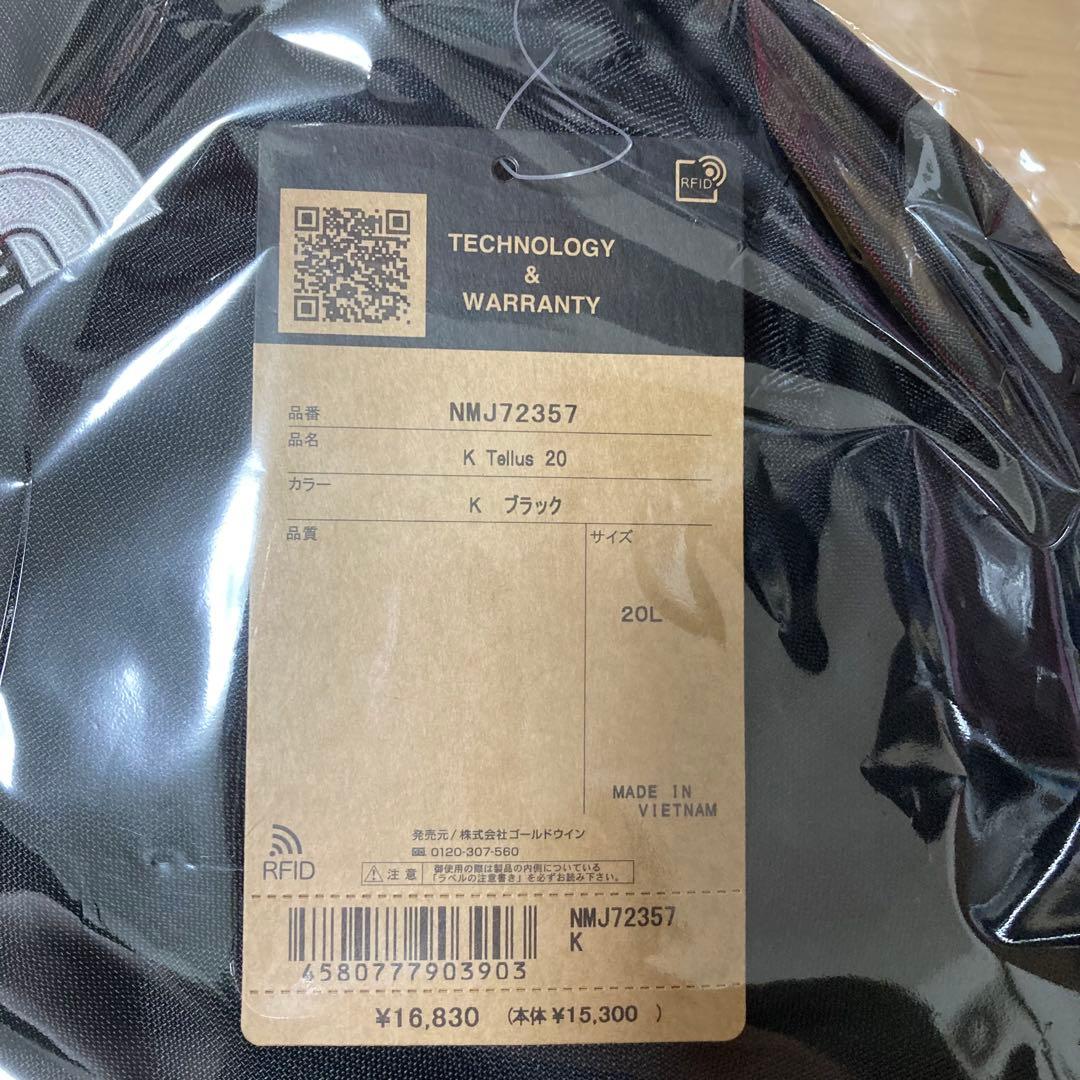 RFID
TECHNOLOGY
&
WARRANTY
品番 NMJ72357
品名 K Tellus 20
カラー K ブラック
品質 サイズ
20L
MADE IN
VIETNAM
発売元/株式会社ゴールドウイン
0120-307-560
RFID
注意 御使用の際は製品の内側についている
「ラベルの注意書き」を必ずお読み下さい。
NMJ72357
K
4580777903903
¥16,830 (本体¥15,300 )